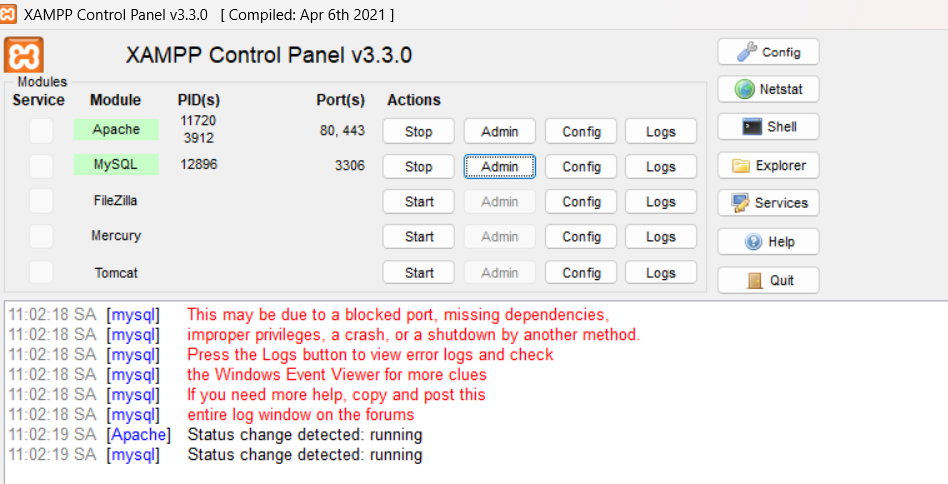 XAMPP Control Panel v3.3.0 [ Compiled: Apr 6th 2021 ]
XAMPP Control Panel v3.3.0
Config
Modules
Service Module PID(s) Port(s) Actions
Netstat
Apache 11720 3912 80, 443 Stop Admin Config Logs
Shell
MySQL 12896 3306 Stop Admin Config Logs
Explorer
FileZilla Start Admin Config Logs
Services
Mercury Start Admin Config Logs
Help
Tomcat Start Admin Config Logs
Quit
11:02:18 SA [mysql] This may be due to a blocked port, missing dependencies,
11:02:18 SA [mysql] improper privileges, a crash, or a shutdown by another method.
11:02:18 SA [mysql] Press the Logs button to view error logs and check
11:02:18 SA [mysql] the Windows Event Viewer for more clues
11:02:18 SA [mysql] If you need more help, copy and post this
11:02:18 SA [mysql] entire log window on the forums
11:02:19 SA [Apache] Status change detected: running
11:02:19 SA [mysql] Status change detected: running